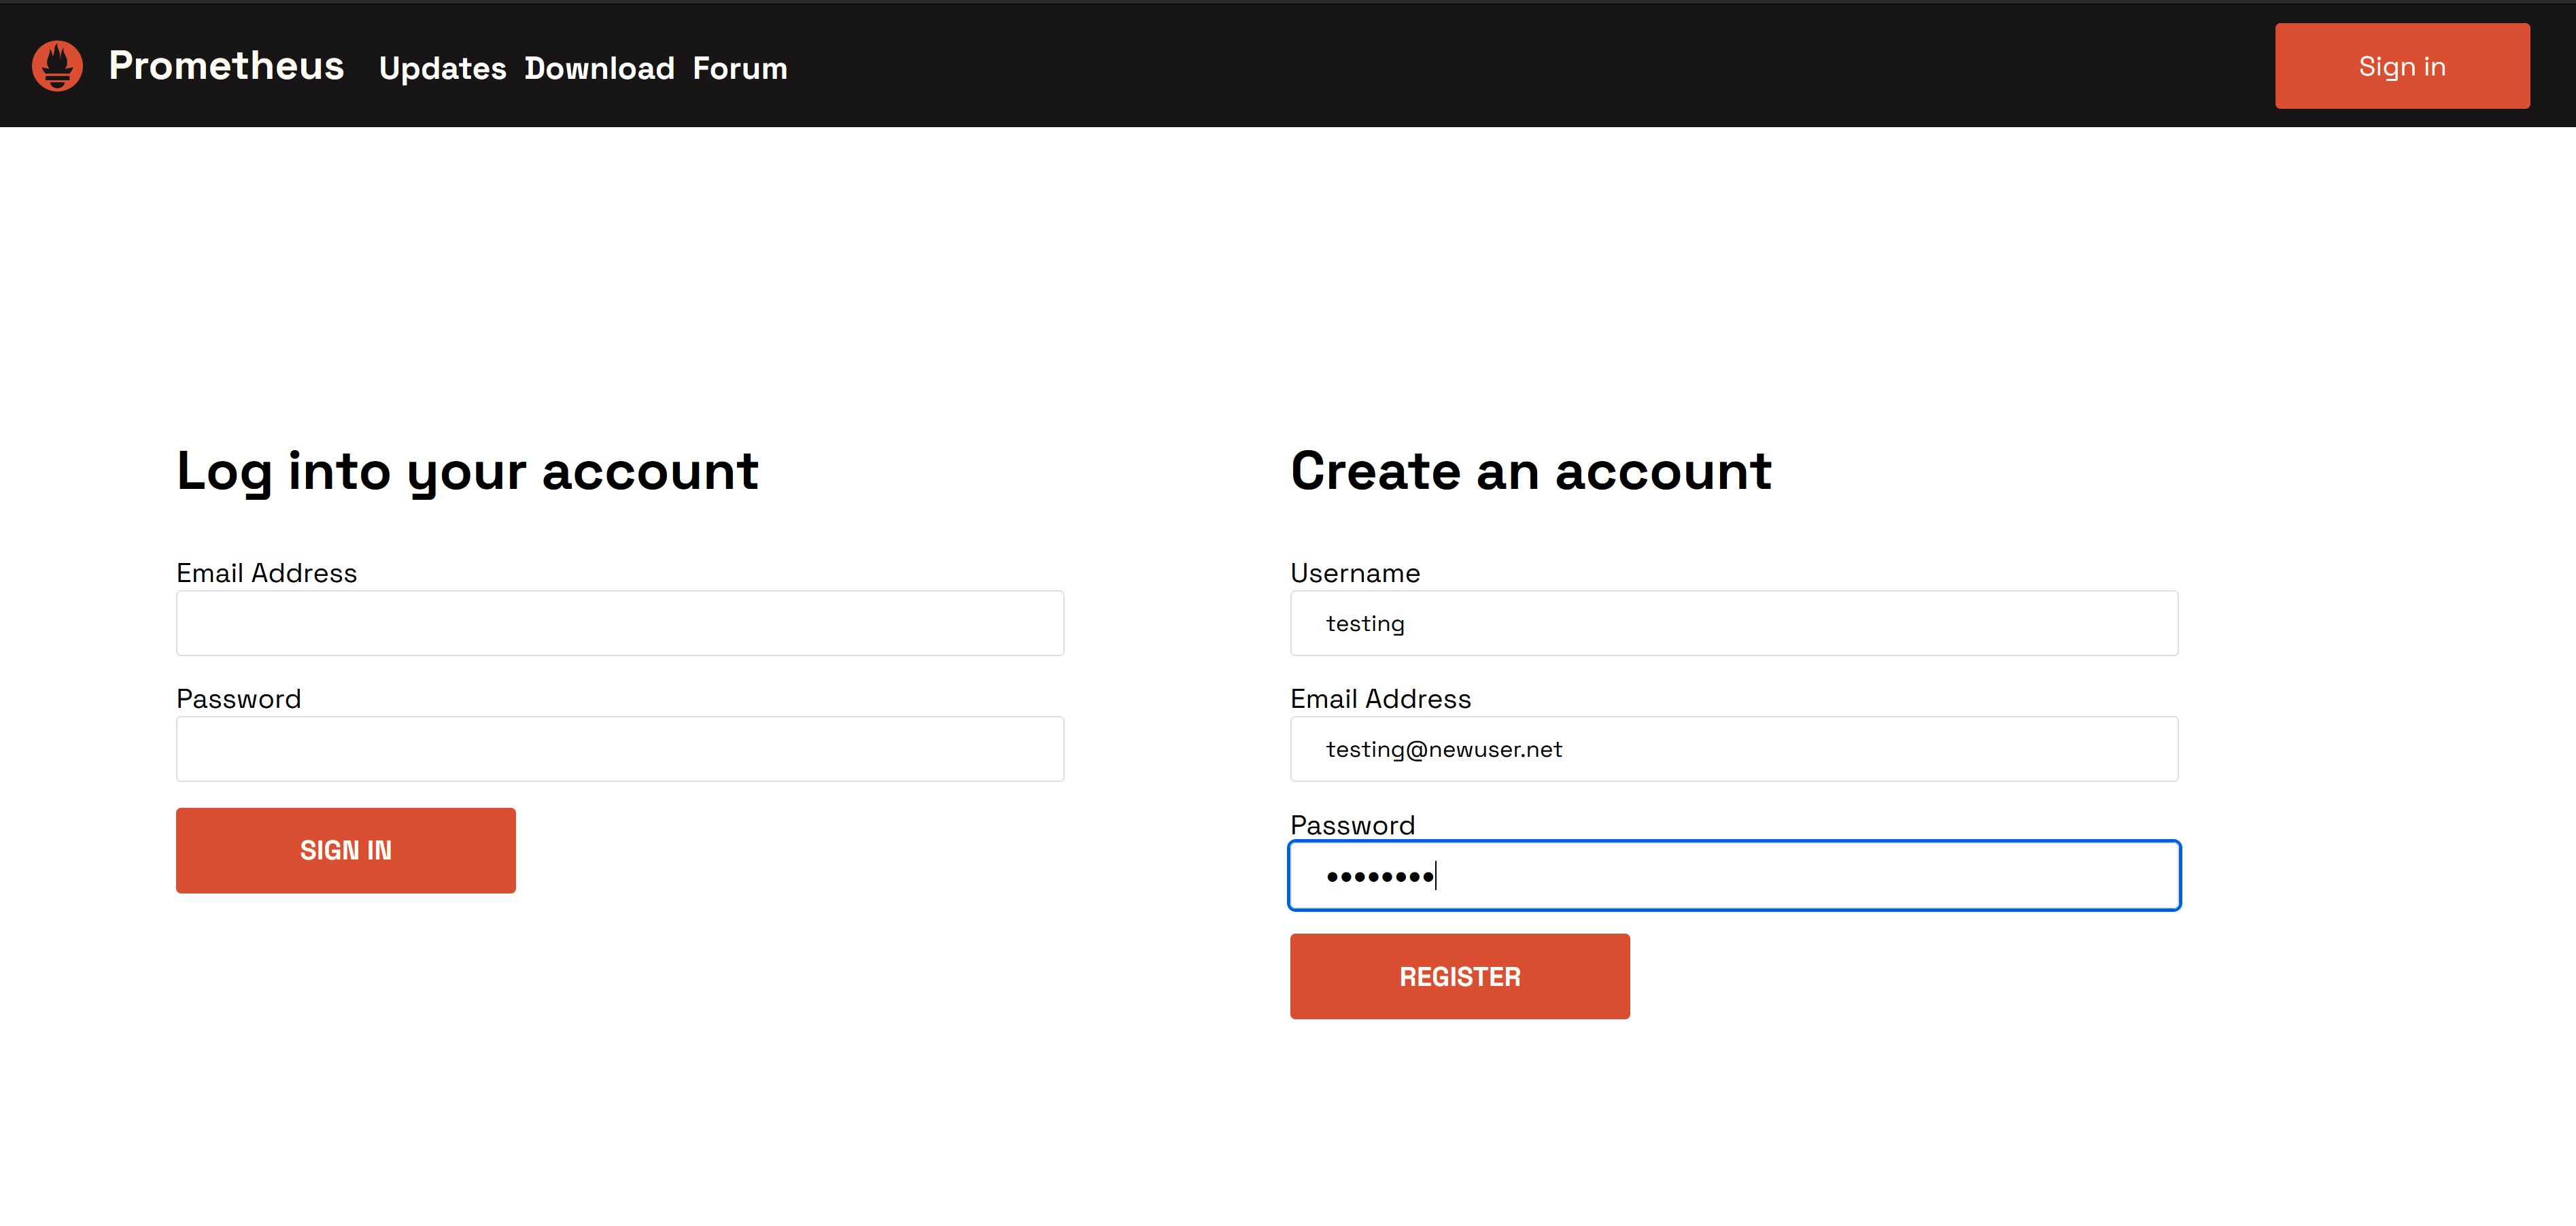 Prometheus Updates Download Forum Sign in
Log into your account
Email Address
Password
SIGN IN
Create an account
Username
testing
Email Address
testing@newuser.net
Password
••••••••
REGISTER